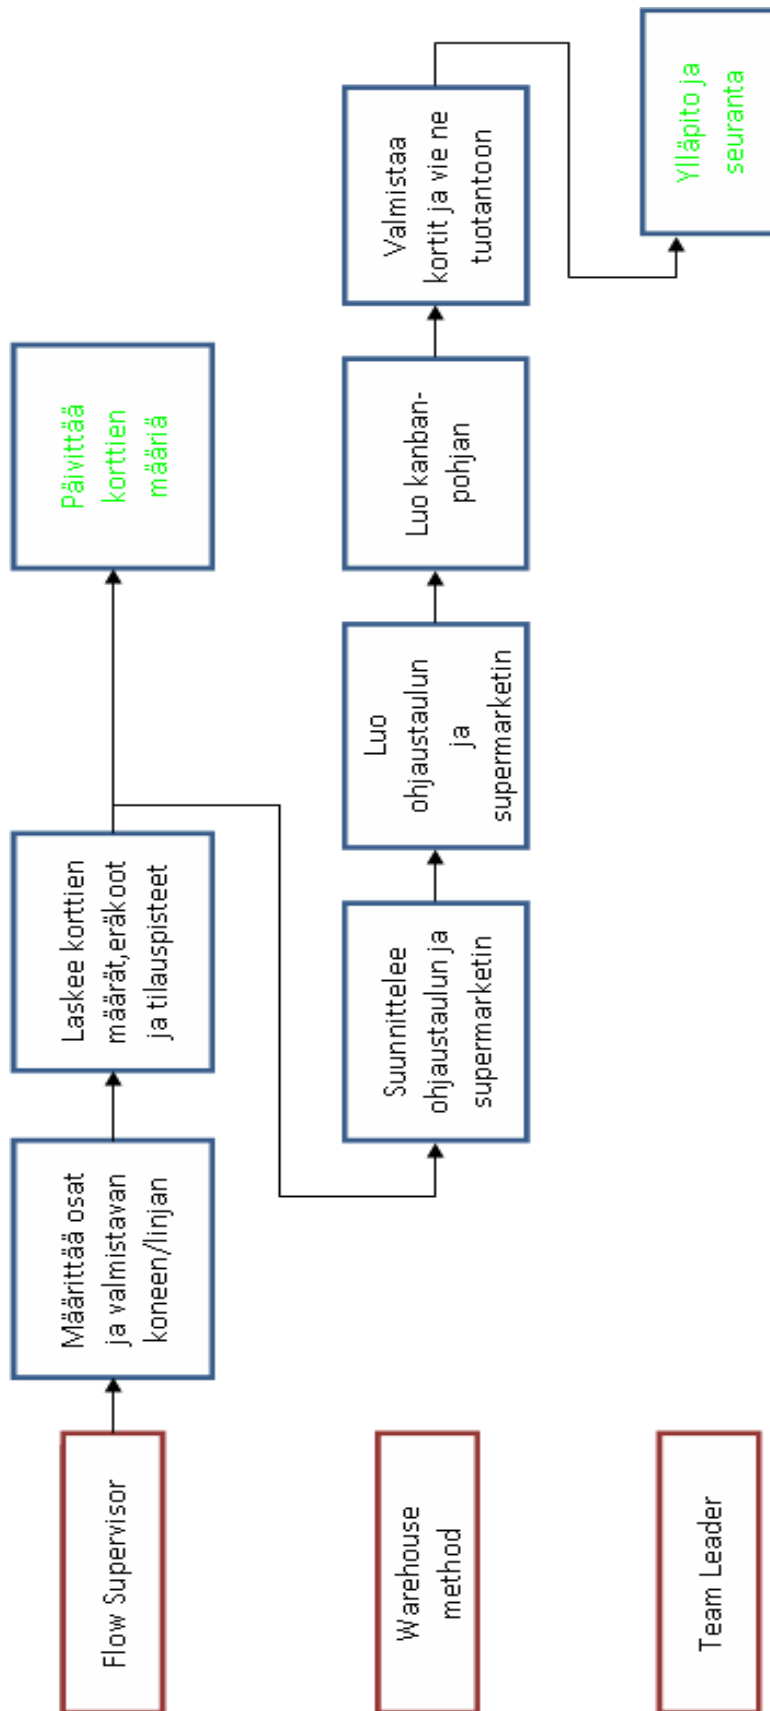 Flow Supervisor
Määrittää osat
ja valmistavan
koneen/linjan
Laskee korttien
määrät,eräkoot
ja tilauspisteet
Päivittää
korttien
määriä
Warehouse
method
Suunnittelee
ohjaustaulun ja
supermarketin
Luo
ohjaustaulun
ja
supermarketin
Luo kanban-
pohjan
Valmistaa
kortit ja vie ne
tuotantoon
Team Leader
Ylläpito ja
seuranta